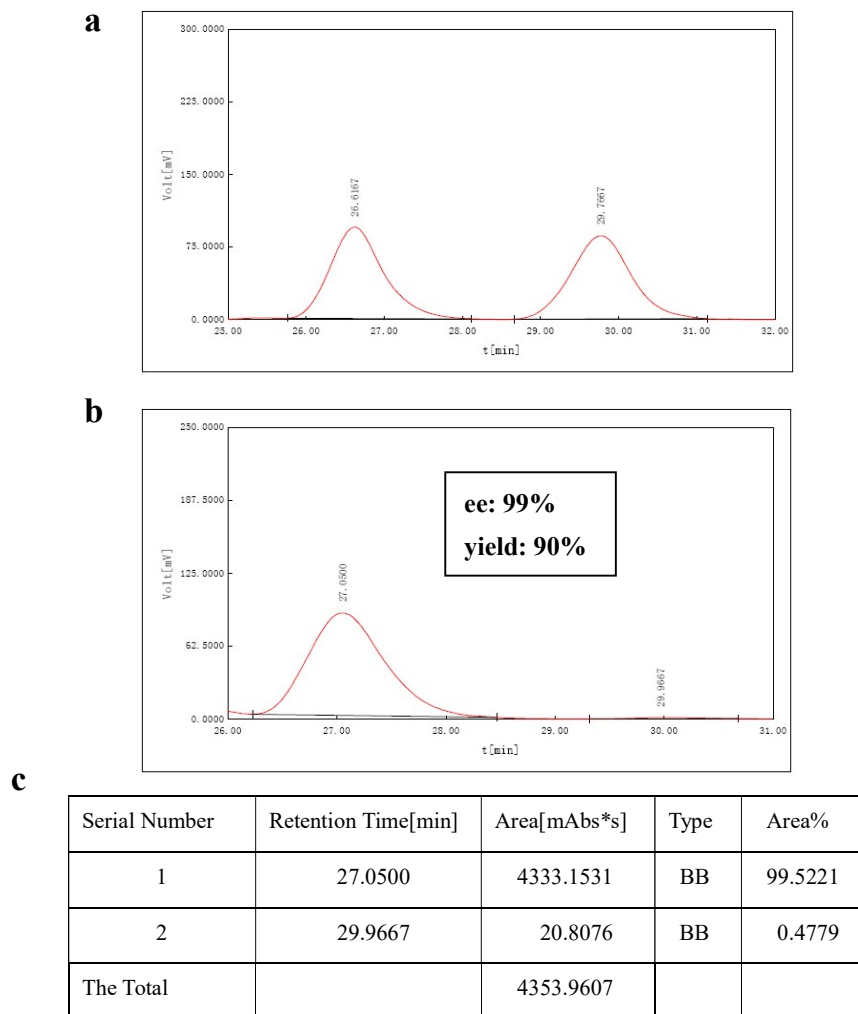 a
300.0000
225.0000
150.0000
75.0000
0.0000
Volt[mV]
26.6167
29.7667
25.00 26.00 27.00 28.00 29.00 30.00 31.00 32.00
t[min]
b
250.0000
187.5000
125.0000
62.5000
0.0000
Volt[mV]
27.0500
29.9667
ee: 99%
yield: 90%
26.00 27.00 28.00 29.00 30.00 31.00
t[min]
c
Serial Number Retention Time[min] Area[mAbs*s] Type Area%
1 27.0500 4333.1531 BB 99.5221
2 29.9667 20.8076 BB 0.4779
The Total 4353.9607